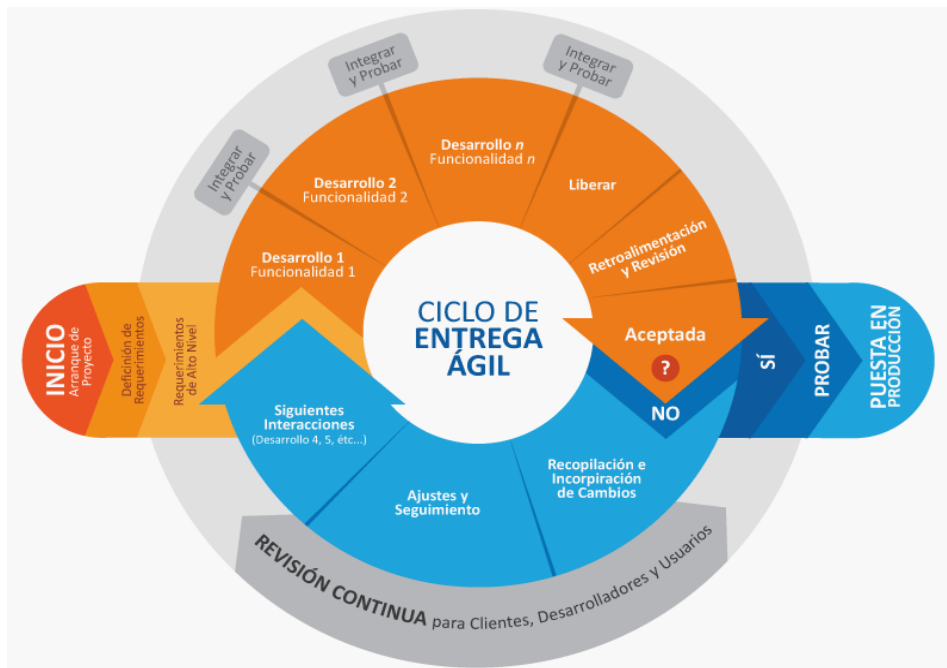 CICLO DE
ENTREGA
ÁGIL
INICIO
Arranque de
Proyecto
Deficinión de
Requerimientos
Requerimientos
de Alto Nivel
Desarrollo 1
Funcionalidad 1
Integrar
y Probar
Desarrollo 2
Funcionalidad 2
Integrar
y Probar
Desarrollo n
Funcionalidad n
Integrar
y Probar
Liberar
Retroalimentación
y Revisión
Aceptada
?
SÍ
PROBAR
PUESTA EN
PRODUCCIÓN
NO
Recopilación e
Incorpiración
de Cambios
Ajustes y
Seguimiento
Siguientes
Interacciones
(Desarrollo 4, 5, étc...)
REVISIÓN CONTINUA para Clientes, Desarrolladores y Usuarios